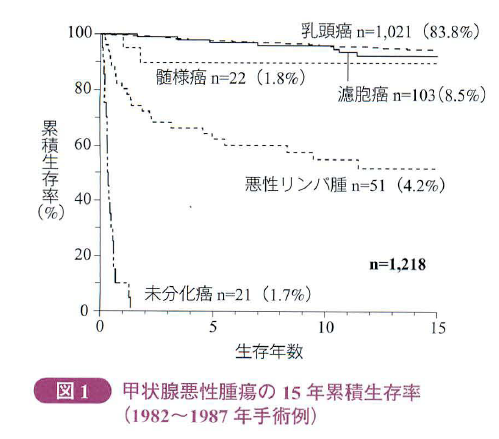 乳頭癌 n=1,021 (83.8%)
100
髄様癌 n=22 (1.8%)
濾胞癌 n=103(8.5%)
80
累積生存率(%)
60
悪性リンパ腫 n=51 (4.2%)
40
n=1,218
20
未分化癌 n=21 (1.7%)
0
0 5 10 15
生存年数
図1 甲状腺悪性腫瘍の 15 年累積生存率
(1982~1987 年手術例)